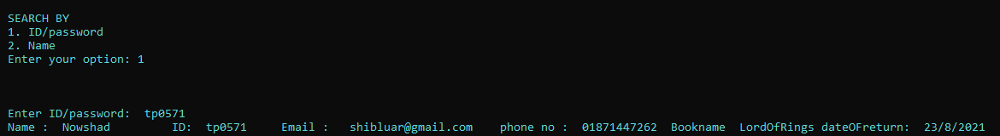 SEARCH BY
1. ID/password
2. Name
Enter your option: 1
Enter ID/password:  tp0571
Name :  Nowshad         ID:  tp0571     Email :   shibluar@gmail.com    phone no :  01871447262  Bookname  LordOfRings dateOFreturn:  23/8/2021